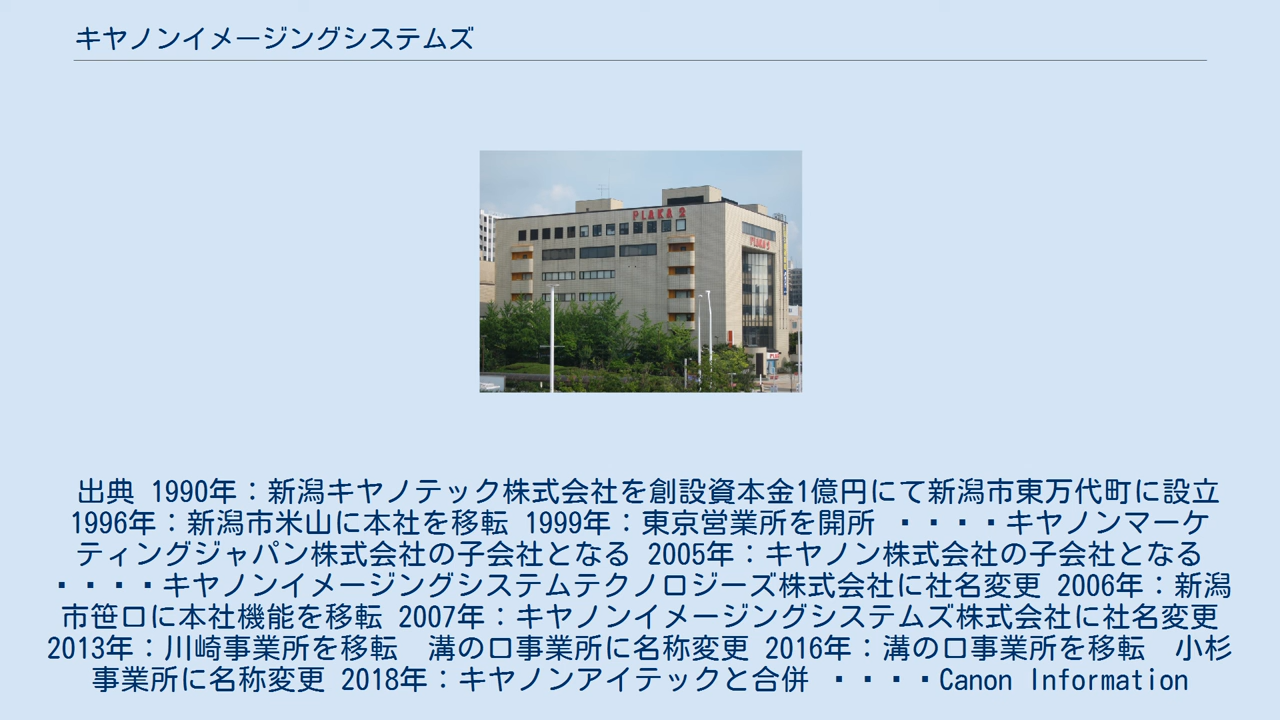 キヤノンイメージングシステムズ
PLAKA 2
PLAKA 2
出典 1990年：新潟キヤノテック株式会社を創設資本金1億円にて新潟市東万代町に設立
1996年：新潟市米山に本社を移転 1999年：東京営業所を開所 ・・・・キヤノンマーケ
ティングジャパン株式会社の子会社となる 2005年：キヤノン株式会社の子会社となる
・・・・キヤノンイメージングシステムテクノロジーズ株式会社に社名変更 2006年：新潟
市笹口に本社機能を移転 2007年：キヤノンイメージングシステムズ株式会社に社名変更
2013年：川崎事業所を移転　溝の口事業所に名称変更 2016年：溝の口事業所を移転　小杉
事業所に名称変更 2018年：キヤノンアイテックと合併 ・・・・Canon Information